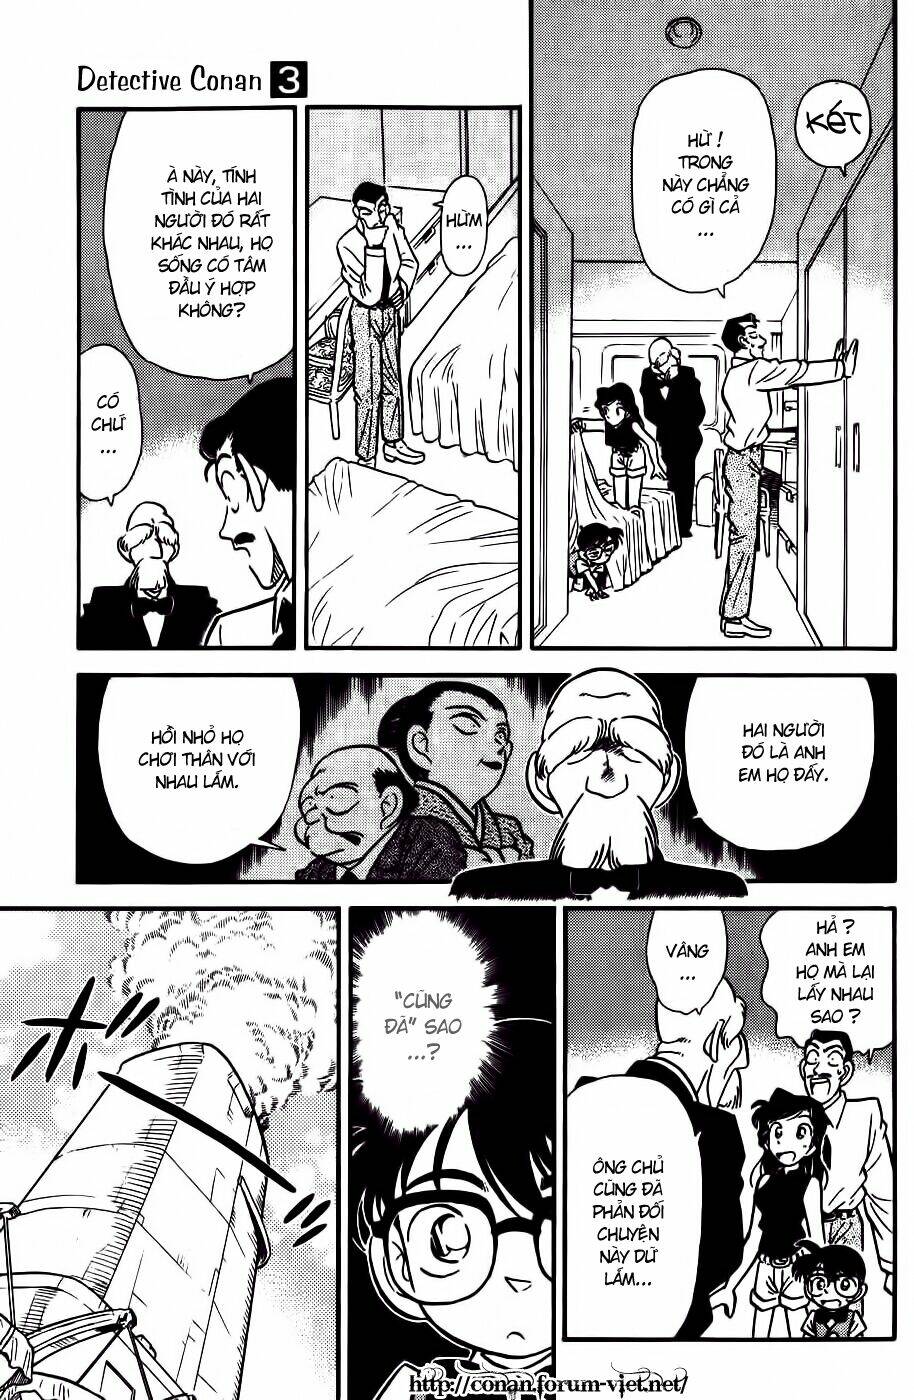 Detective Conan 3
KÉT
HỪ !
TRONG
NÀY CHẲNG
CÓ GÌ CẢ
...
HỪM
...
À NÀY, TÍNH
TÌNH CỦA HAI
NGƯỜI ĐÓ RẤT
KHÁC NHAU, HỌ
SỐNG CÓ TÂM
ĐẦU Ý HỢP
KHÔNG?
CÓ
CHỨ
...
HAI NGƯỜI
ĐÓ LÀ ANH
EM HỌ ĐẤY.
HỒI NHỎ HỌ
CHƠI THÂN VỚI
NHAU LẮM.
HẢ ?
ANH EM
HỌ MÀ LẠI
LẤY NHAU
SAO ?
VÂNG
...
ÔNG CHỦ
CŨNG ĐÃ
PHẢN ĐỐI
CHUYỆN
NÀY DỮ
LẮM...
"CŨNG
ĐÃ" SAO
...?
ボーッ
http://conan.forum-viet.net/